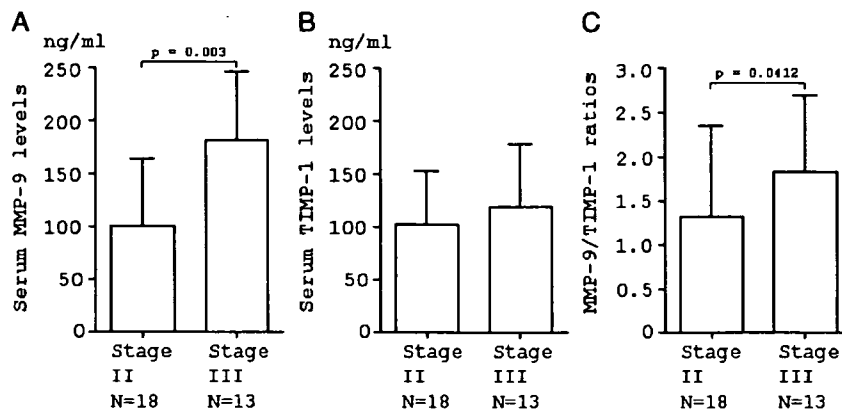 A
ng/ml
p = 0.003
250
200
150
100
50
0
Serum MMP-9 levels
Stage II N=18
Stage III N=13
B
ng/ml
250
200
150
100
50
0
Serum TIMP-1 levels
Stage II N=18
Stage III N=13
C
p = 0.0412
3.0
2.5
2.0
1.5
1.0
0.5
0
MMP-9/TIMP-1 ratios
Stage II N=18
Stage III N=13